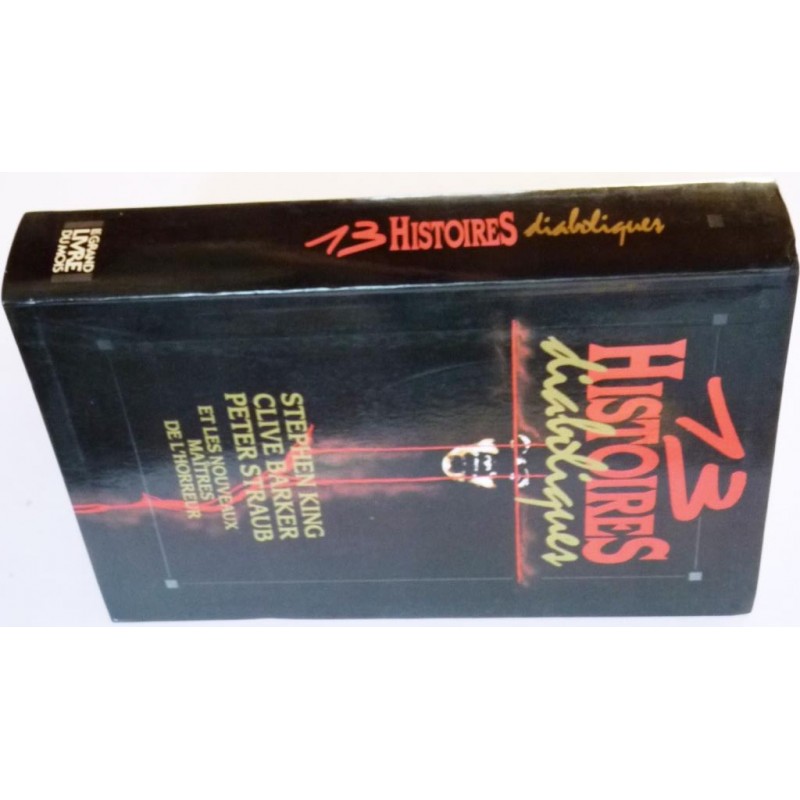 13 HISTOIRES diaboliques
LE GRAND
LIVRE
DU MOIS
13
HISTOIRES
diaboliques
STEPHEN KING
CLIVE BARKER
PETER STRAUB
ET LES NOUVEAUX
MAÎTRES
DE L'HORREUR